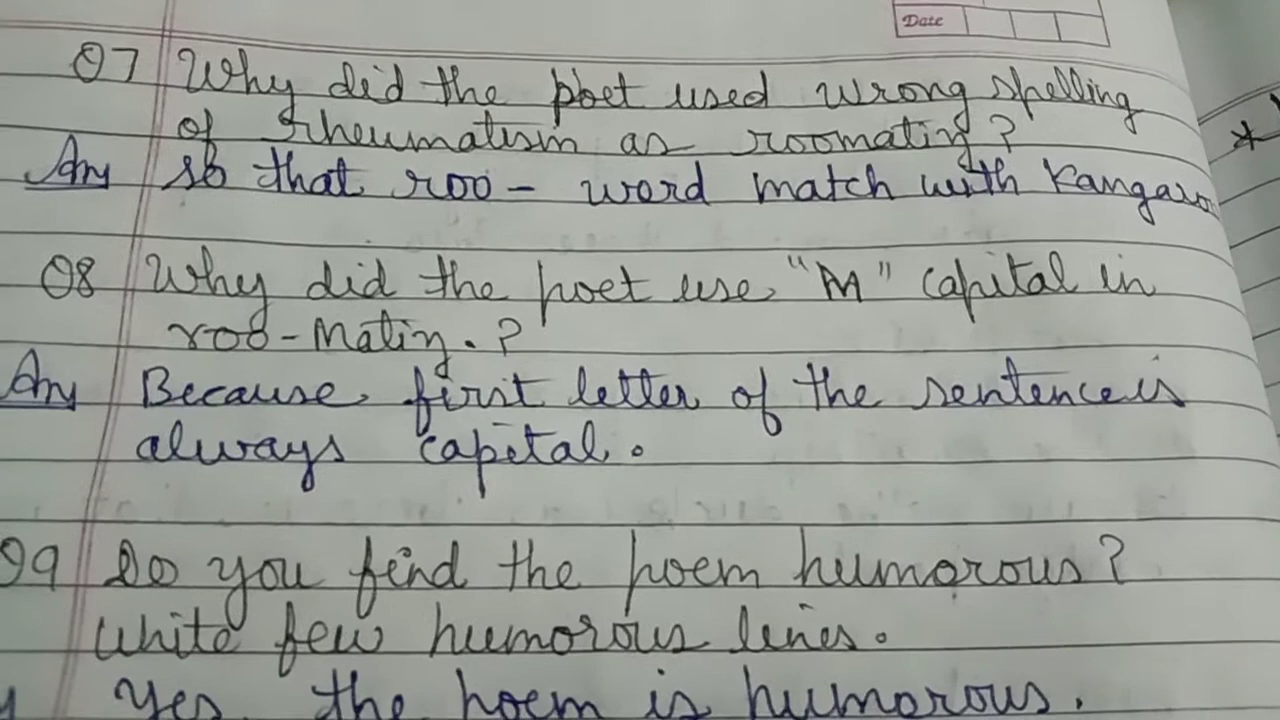 Date
Q7 Why did the poet used wrong spelling
of rheumatism as roomatiz?
Ans so that roo - word match with Kangaroo
Q8 Why did the poet use "M" capital in
roo-Matiz.?
Ans Because first letter of the sentence is
always capital.
Q9 Do you find the poem humorous?
Write few humorous lines.
Yes, the poem is humorous.